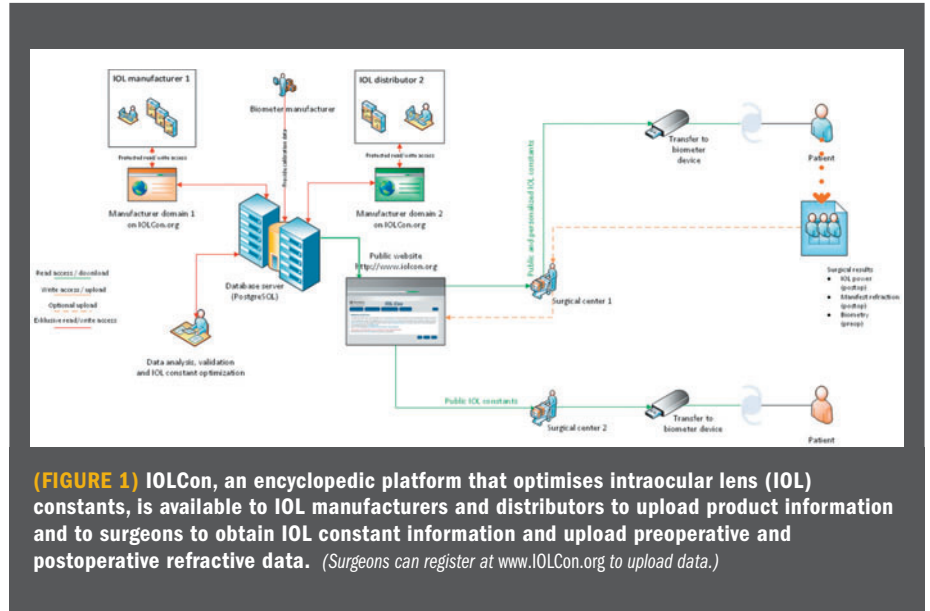 IOL manufacturer 1
Biometer manufacturer
IOL distributor 2
Protected read/write access
Provide calibration data
Protected read/write access
Manufacturer domain 1
on IOLCon.org
Manufacturer domain 2
on IOLCon.org
Database server
(PostgreSQL)
Public website
http://www.iolcon.org
Data analysis, validation
and IOL constant optimization
Read access / download
Write access / upload
Optional upload
Exklusive read/write access
Public and personalized IOL constants
Transfer to
biometer device
Patient
Surgical center 1
Surgical results
IOL power
(postop)
Manifest refraction
(postop)
Biometry
(preop)
Public IOL constants
Surgical center 2
Transfer to
biometer device
Patient
(FIGURE 1) IOLCon, an encyclopedic platform that optimises intraocular lens (IOL)
constants, is available to IOL manufacturers and distributors to upload product information
and to surgeons to obtain IOL constant information and upload preoperative and
postoperative refractive data. (Surgeons can register at www.IOLCon.org to upload data.)